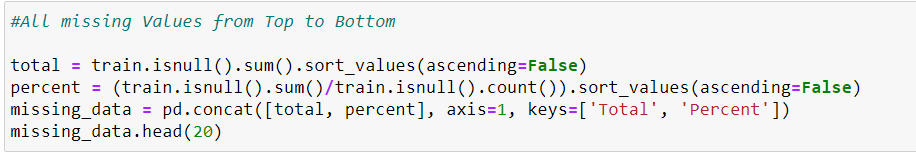 #All missing Values from Top to Bottom
total = train.isnull().sum().sort_values(ascending=False)
percent = (train.isnull().sum()/train.isnull().count()).sort_values(ascending=False)
missing_data = pd.concat([total, percent], axis=1, keys=['Total', 'Percent'])
missing_data.head(20)